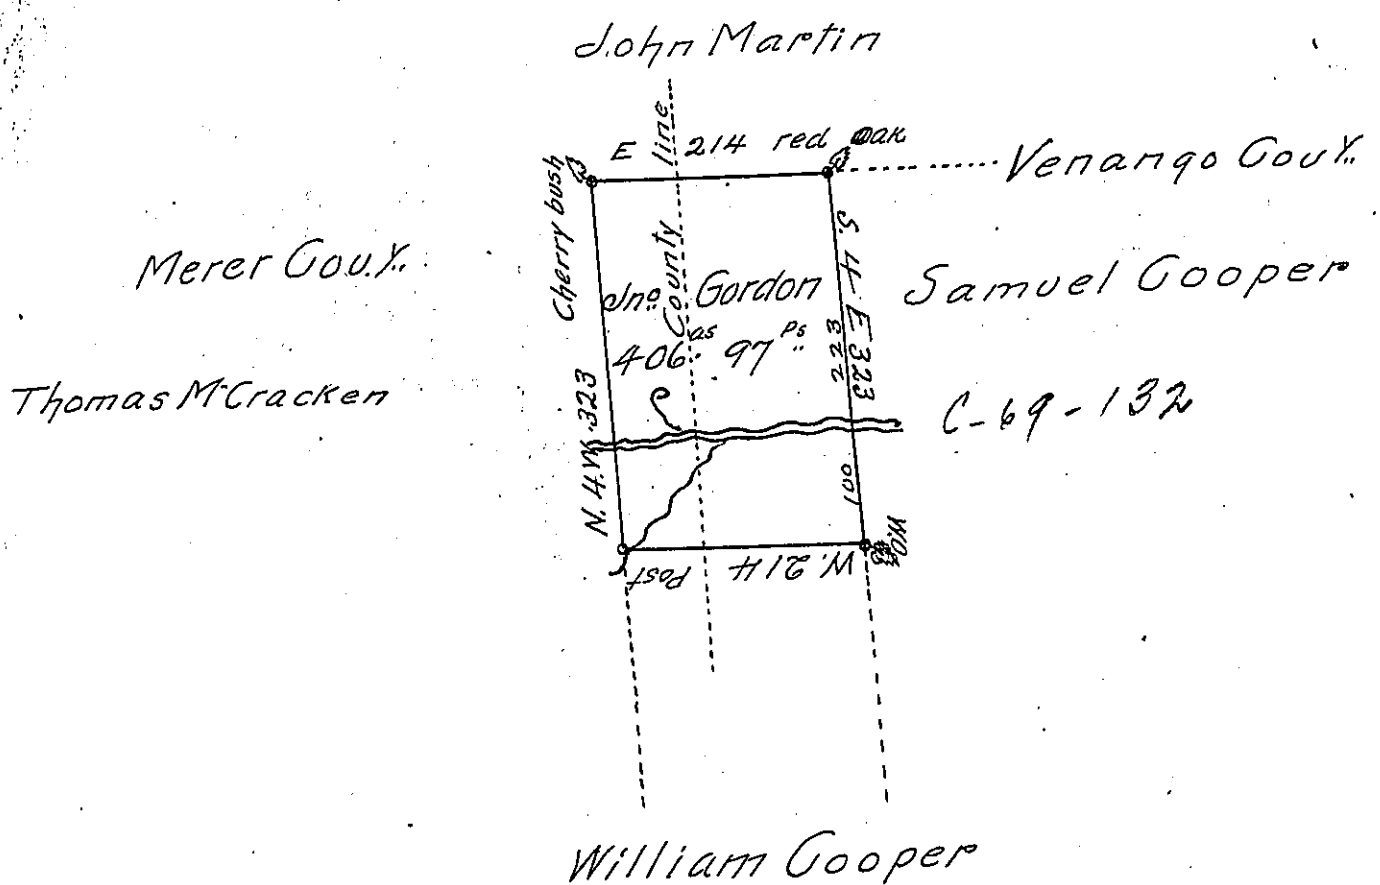 John Martin
E 214 red oak
County line
Venango Cou.y.
Cherry bush
Merer Cou.y.
Jno. Gordon
406 as 97 Ps
S. 4 E 323
223
Samuel Cooper
Thomas McCracken
N. 4. W. 323
C-69-132
100
W.O.
W. 214 Post
William Cooper